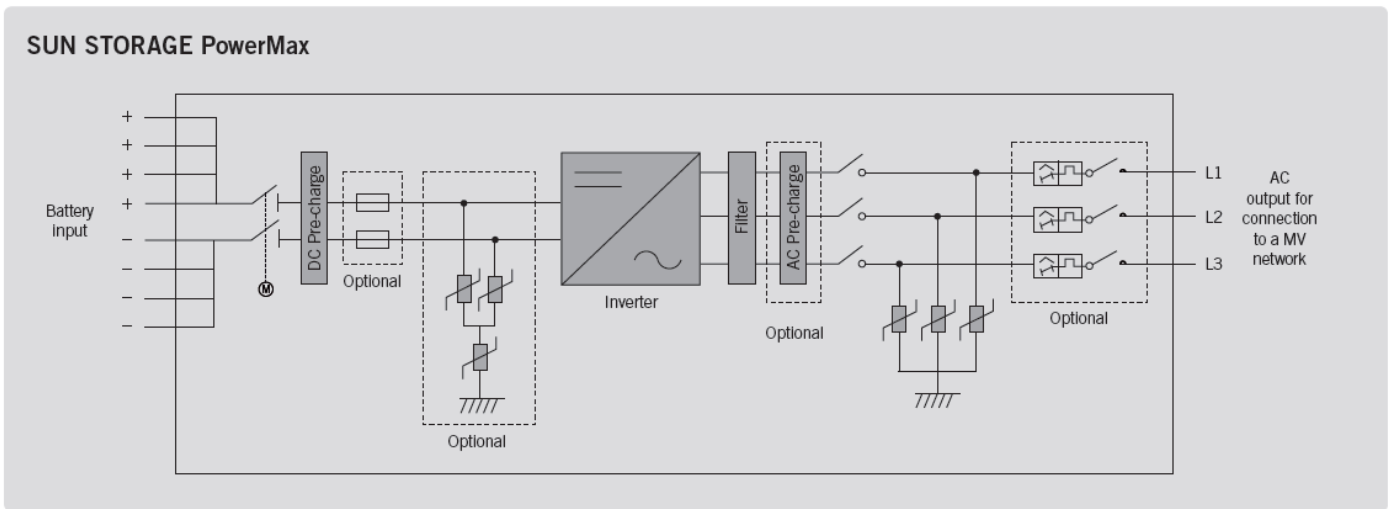 SUN STORAGE PowerMax
+
+
+
+
Battery
input
−
−
−
−
M
DC Pre-charge
Optional
Optional
Inverter
Filter
AC Pre-charge
Optional
Optional
L1
L2
L3
AC
output for
connection
to a MV
network